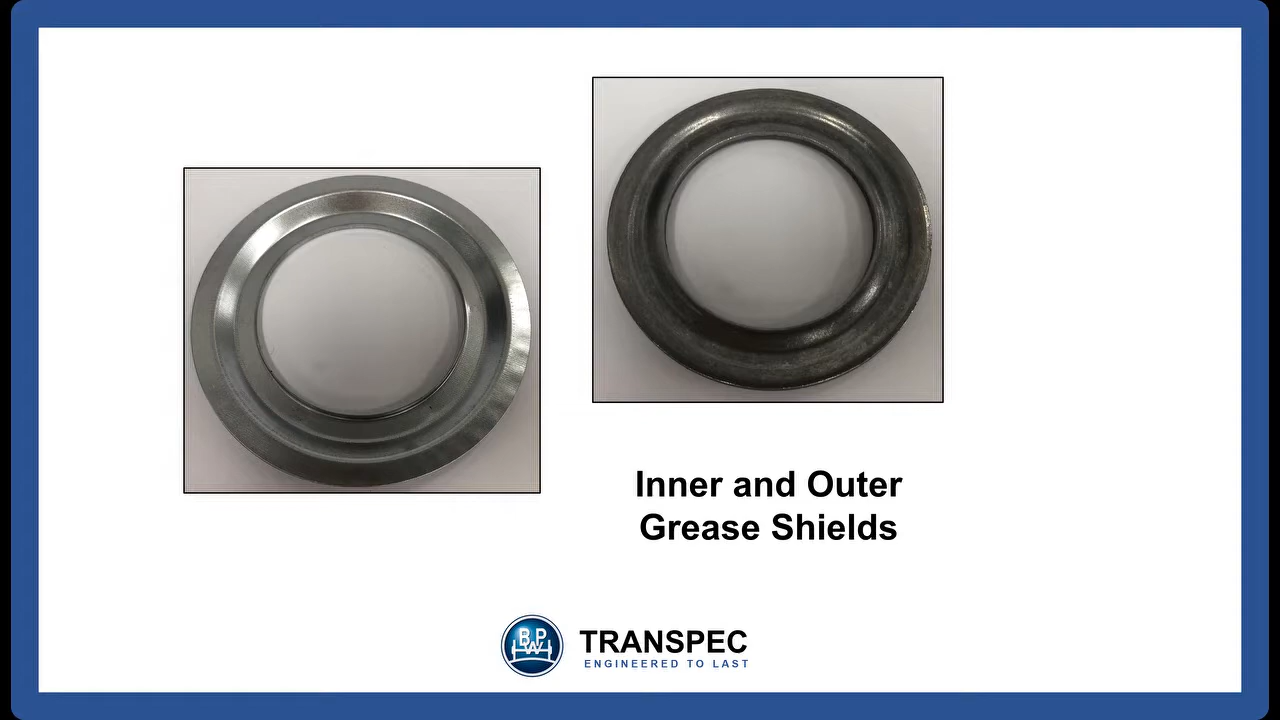 Inner and Outer
Grease Shields
BPW
TRANSPEC
ENGINEERED TO LAST